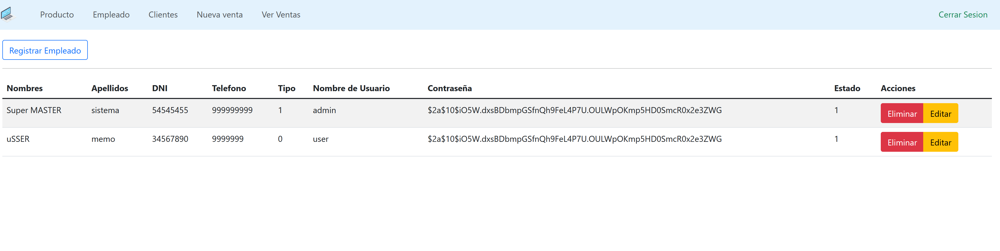 Producto Empleado Clientes Nueva venta Ver Ventas Cerrar Sesion
Registrar Empleado
Nombres Apellidos DNI Telefono Tipo Nombre de Usuario Contraseña Estado Acciones
Super MASTER sistema 54545455 999999999 1 admin $2a$10$iO5W.dxsBDbmpGSfnQh9FeL4P7U.OULWpOKmp5HD0SmcR0x2e3ZWG 1 Eliminar Editar
uSSER memo 34567890 9999999 0 user $2a$10$iO5W.dxsBDbmpGSfnQh9FeL4P7U.OULWpOKmp5HD0SmcR0x2e3ZWG 1 Eliminar Editar